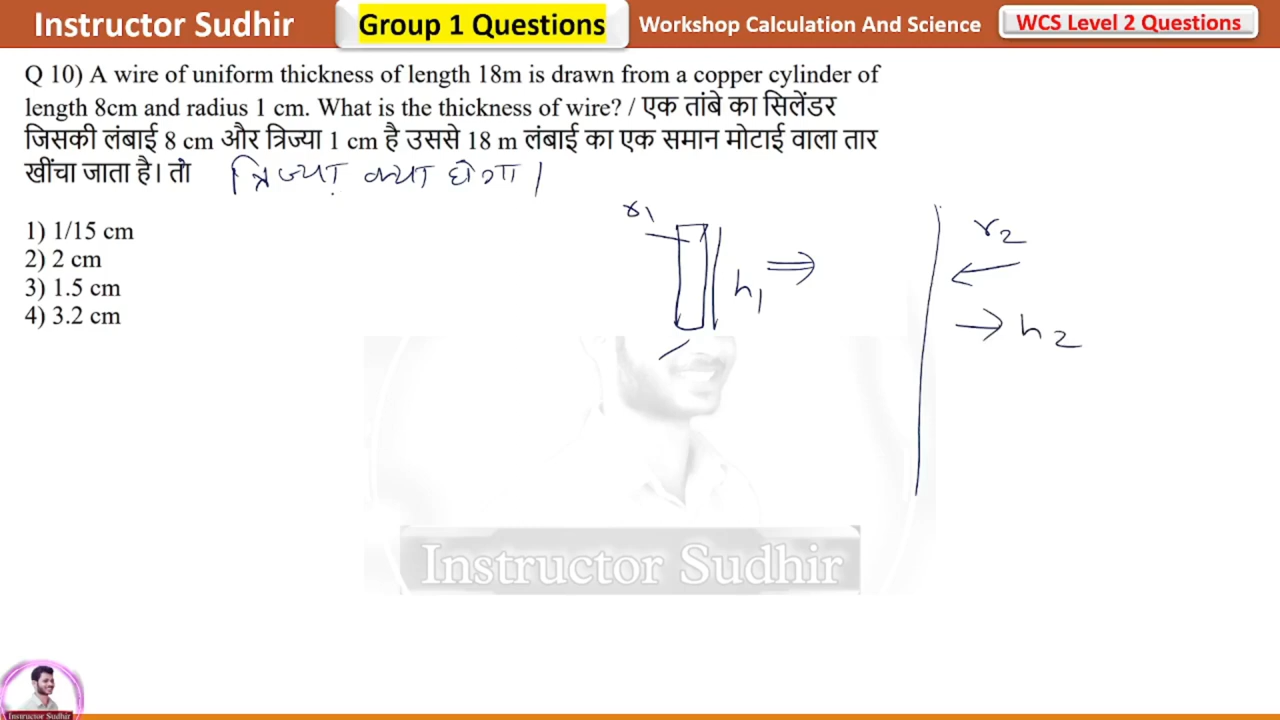 Instructor Sudhir
Group 1 Questions
Workshop Calculation And Science
WCS Level 2 Questions
Q 10) A wire of uniform thickness of length 18m is drawn from a copper cylinder of
length 8cm and radius 1 cm. What is the thickness of wire? / एक तांबे का सिलेंडर
जिसकी लंबाई 8 cm और त्रिज्या 1 cm है उससे 18 m लंबाई का एक समान मोटाई वाला तार
खींचा जाता है। तो त्रिज्या क्या होगा।
1) 1/15 cm
2) 2 cm
3) 1.5 cm
4) 3.2 cm
r1
h1
r2
h2
Instructor Sudhir
Instructor Sudhir